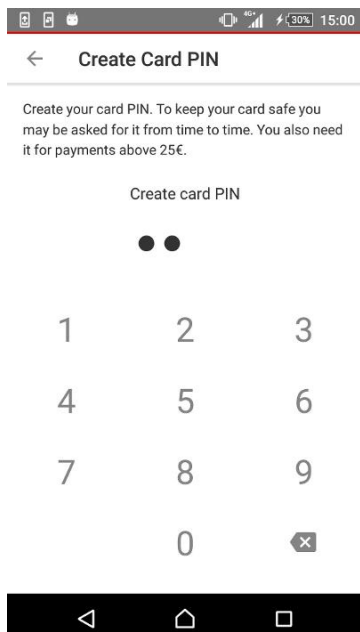 4G+ 30% 15:00
Create Card PIN
Create your card PIN. To keep your card safe you
may be asked for it from time to time. You also need
it for payments above 25€.
Create card PIN
1 2 3
4 5 6
7 8 9
0